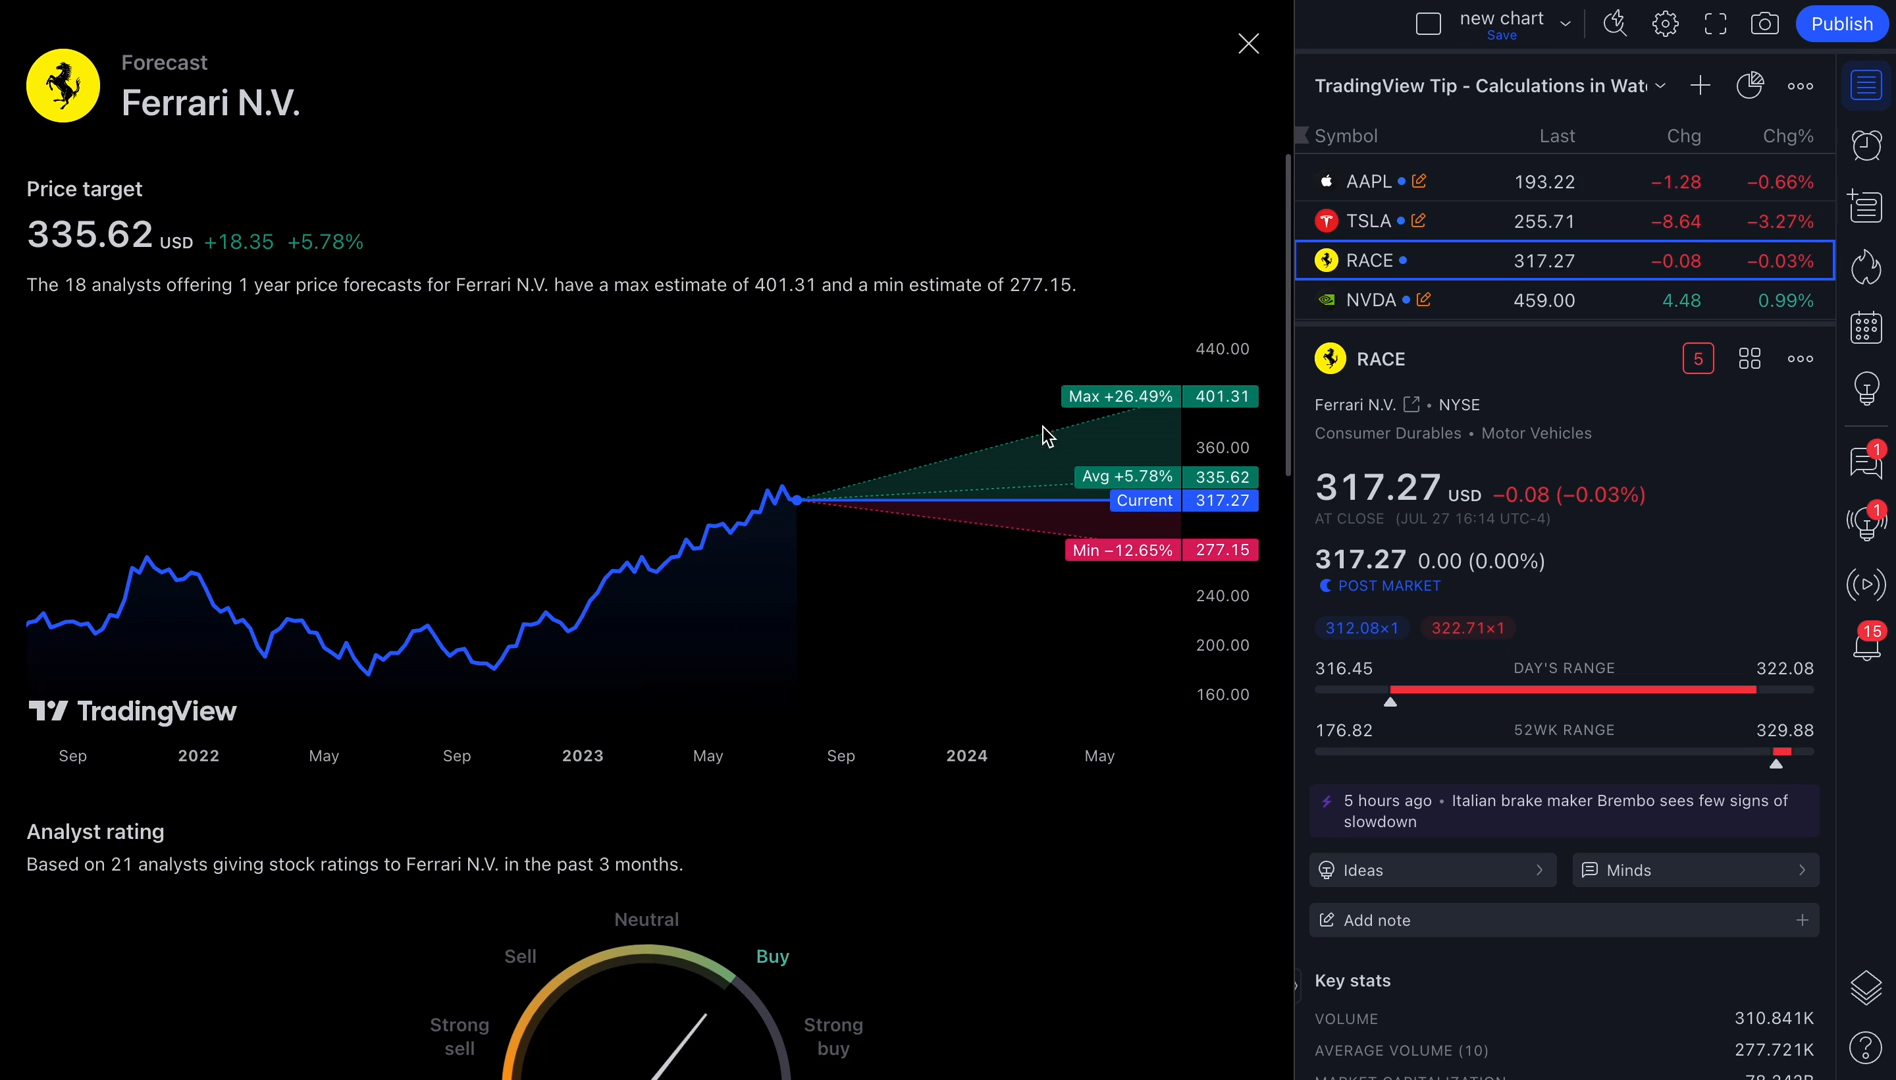 Forecast
Ferrari N.V.
Price target
335.62 USD +18.35 +5.78%
The 18 analysts offering 1 year price forecasts for Ferrari N.V. have a max estimate of 401.31 and a min estimate of 277.15.
440.00
Max +26.49% 401.31
360.00
Avg +5.78% 335.62
Current 317.27
Min −12.65% 277.15
240.00
200.00
160.00
TradingView
Sep 2022 May Sep 2023 May Sep 2024 May
Analyst rating
Based on 21 analysts giving stock ratings to Ferrari N.V. in the past 3 months.
Neutral
Sell
Buy
Strong sell
Strong buy
new chart
Save
Publish
TradingView Tip - Calculations in Wat
Symbol Last Chg Chg%
AAPL 193.22 −1.28 −0.66%
TSLA 255.71 −8.64 −3.27%
RACE 317.27 −0.08 −0.03%
NVDA 459.00 4.48 0.99%
RACE 5
Ferrari N.V. • NYSE
Consumer Durables • Motor Vehicles
317.27 USD −0.08 (−0.03%)
AT CLOSE (JUL 27 16:14 UTC-4)
317.27 0.00 (0.00%)
POST MARKET
312.08×1 322.71×1
316.45 DAY'S RANGE 322.08
176.82 52WK RANGE 329.88
5 hours ago • Italian brake maker Brembo sees few signs of
slowdown
Ideas
Minds
Add note
Key stats
VOLUME 310.841K
AVERAGE VOLUME (10) 277.721K
1
1
15